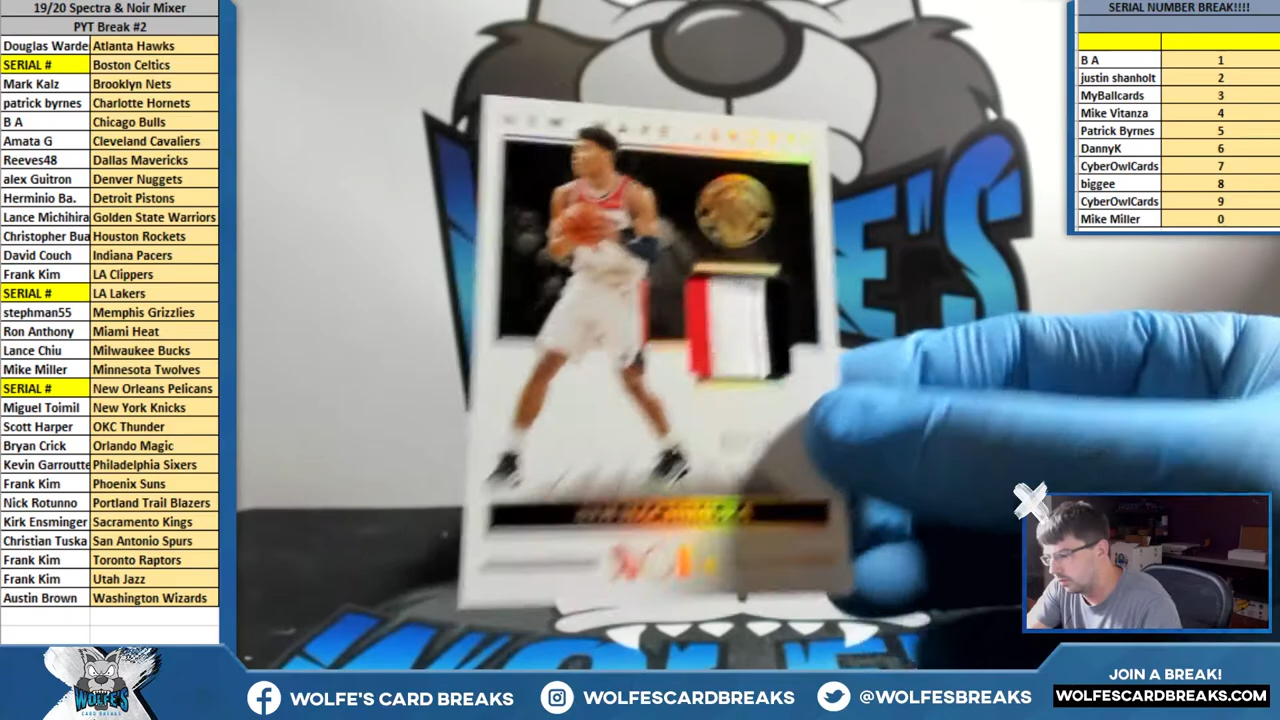 19/20 Spectra & Noir Mixer
PYT Break #2
Douglas Warde Atlanta Hawks
SERIAL # Boston Celtics
Mark Kalz Brooklyn Nets
patrick byrnes Charlotte Hornets
B A Chicago Bulls
Amata G Cleveland Cavaliers
Reeves48 Dallas Mavericks
alex Guitron Denver Nuggets
Herminio Ba. Detroit Pistons
Lance Michihira Golden State Warriors
Christopher Bua Houston Rockets
David Couch Indiana Pacers
Frank Kim LA Clippers
SERIAL # LA Lakers
stephman55 Memphis Grizzlies
Ron Anthony Miami Heat
Lance Chiu Milwaukee Bucks
Mike Miller Minnesota Twolves
SERIAL # New Orleans Pelicans
Miguel Toimil New York Knicks
Scott Harper OKC Thunder
Bryan Crick Orlando Magic
Kevin Garroutte Philadelphia Sixers
Frank Kim Phoenix Suns
Nick Rotunno Portland Trail Blazers
Kirk Ensminger Sacramento Kings
Christian Tuska San Antonio Spurs
Frank Kim Toronto Raptors
Frank Kim Utah Jazz
Austin Brown Washington Wizards
SERIAL NUMBER BREAK!!!!
B A 1
justin shanholt 2
MyBallcards 3
Mike Vitanza 4
Patrick Byrnes 5
DannyK 6
CyberOwlCards 7
biggee 8
CyberOwlCards 9
Mike Miller 0
WOLFE'S
CARD BREAKS
WOLFE'S CARD BREAKS
WOLFESCARDBREAKS
@WOLFESBREAKS
JOIN A BREAK!
WOLFESCARDBREAKS.COM